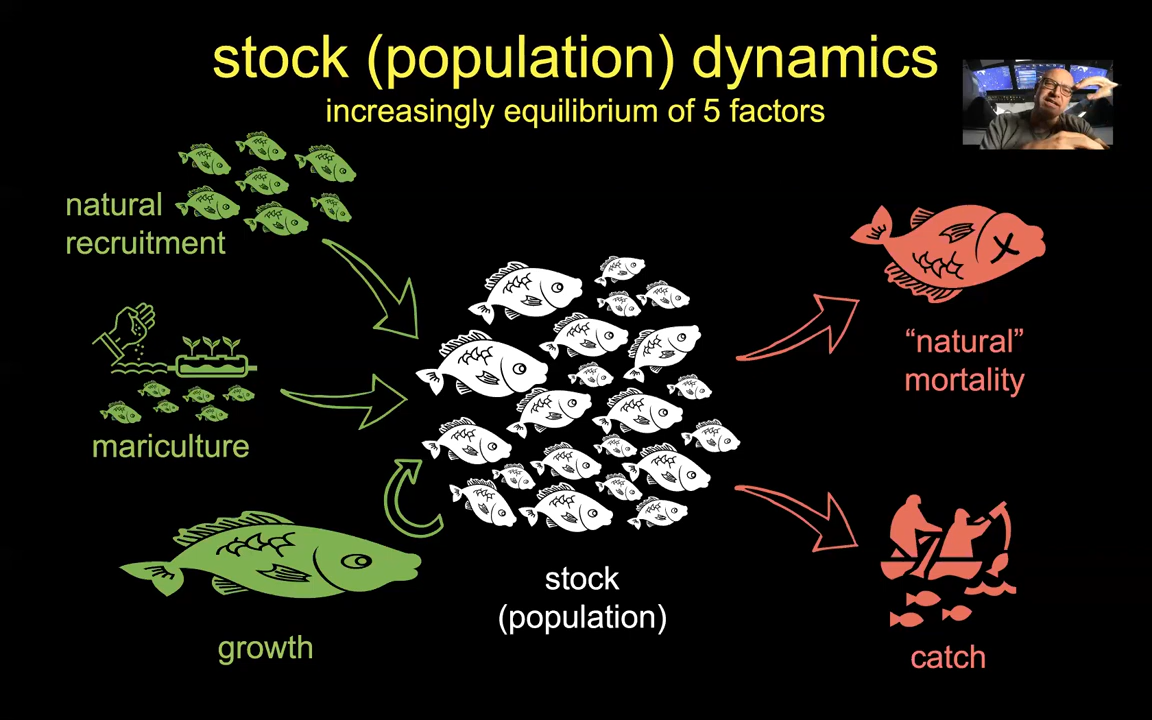 stock (population) dynamics
increasingly equilibrium of 5 factors
natural
recruitment
mariculture
growth
stock
(population)
“natural”
mortality
catch